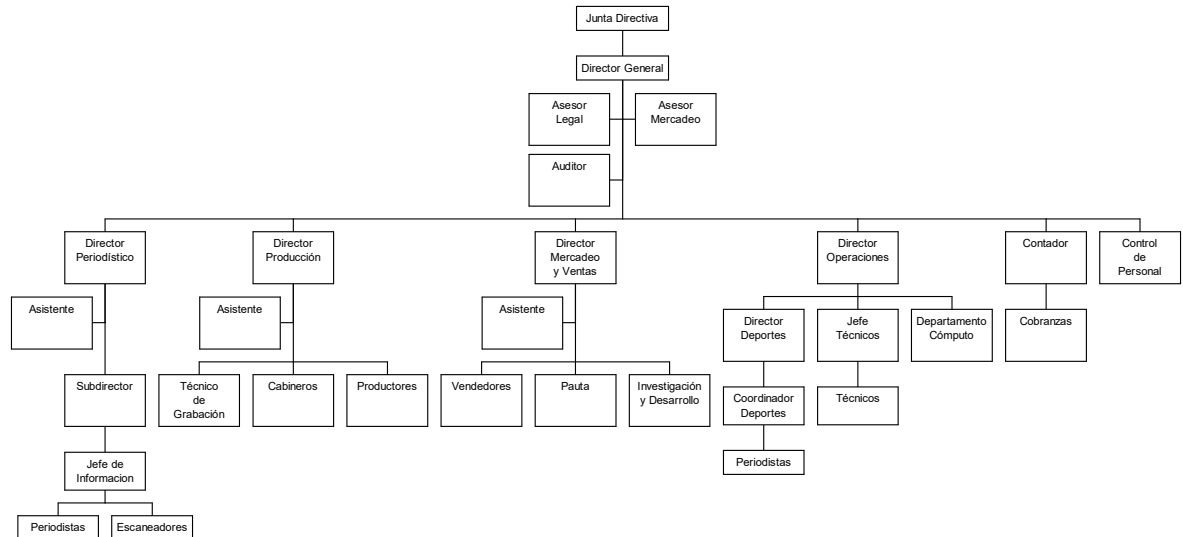 Junta Directiva
Director General
Asesor
Legal
Asesor
Mercadeo
Auditor
Director
Periodístico
Director
Producción
Director
Mercadeo
y Ventas
Director
Operaciones
Contador
Control
de
Personal
Asistente
Asistente
Asistente
Director
Deportes
Jefe
Técnicos
Departamento
Cómputo
Cobranzas
Subdirector
Técnico
de
Grabación
Cabineros
Productores
Vendedores
Pauta
Investigación
y Desarrollo
Coordinador
Deportes
Técnicos
Jefe de
Informacion
Periodistas
Periodistas
Escaneadores